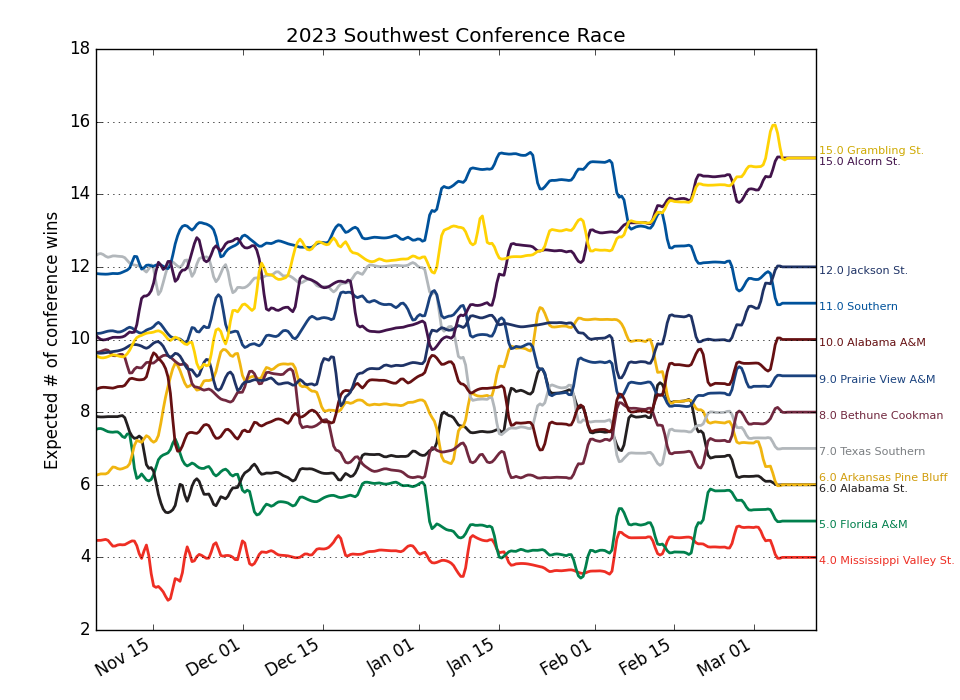 2023 Southwest Conference Race
Expected # of conference wins
18
16
14
12
10
8
6
4
2
Nov 15
Dec 01
Dec 15
Jan 01
Jan 15
Feb 01
Feb 15
Mar 01
15.0 Grambling St.
15.0 Alcorn St.
12.0 Jackson St.
11.0 Southern
10.0 Alabama A&M
9.0 Prairie View A&M
8.0 Bethune Cookman
7.0 Texas Southern
6.0 Arkansas Pine Bluff
6.0 Alabama St.
5.0 Florida A&M
4.0 Mississippi Valley St.